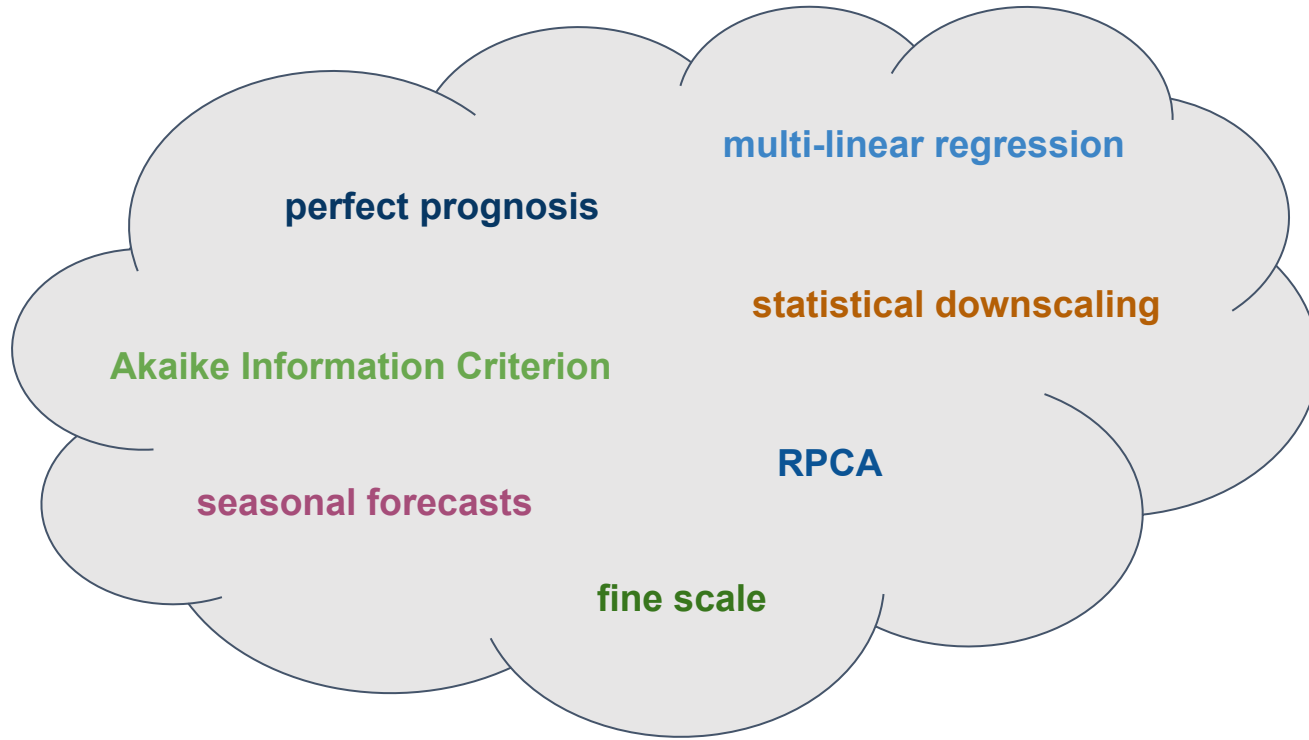 multi-linear regression
perfect prognosis
statistical downscaling
Akaike Information Criterion
RPCA
seasonal forecasts
fine scale